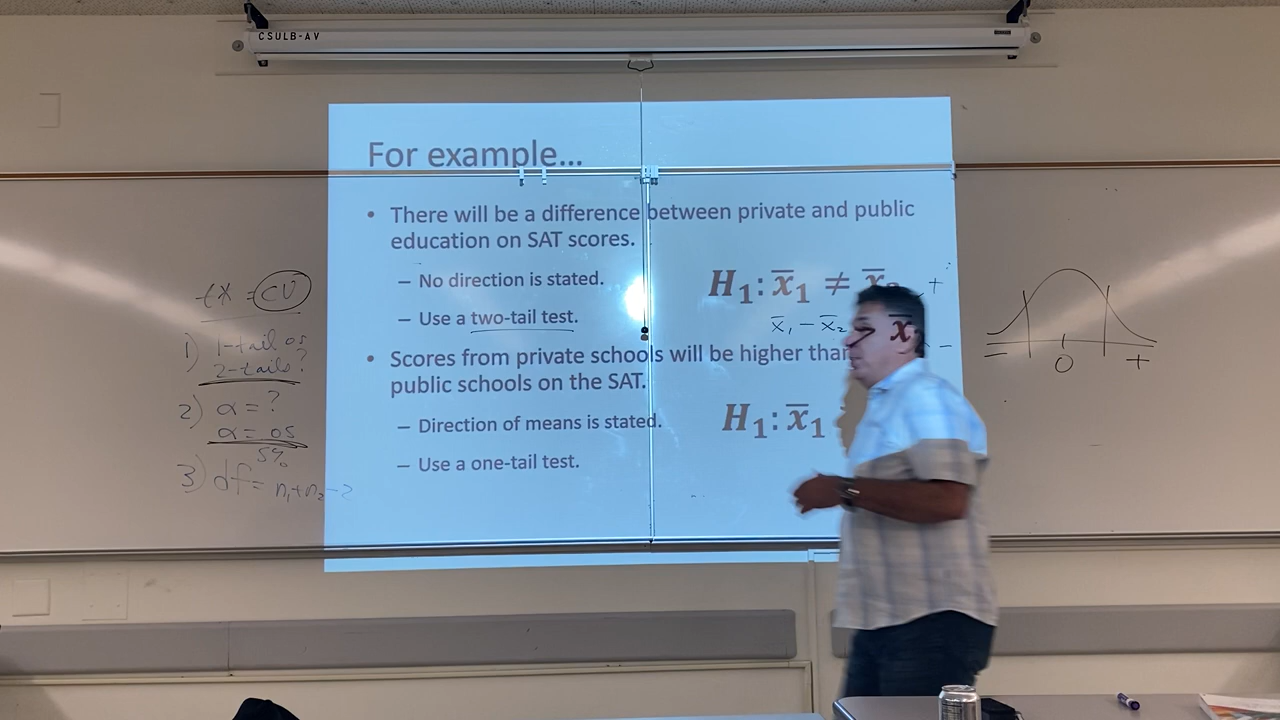 CSULB-AV
For example...
• There will be a difference between private and public
education on SAT scores.
– No direction is stated.
– Use a two-tail test.
• Scores from private schools will be higher than
public schools on the SAT.
– Direction of means is stated.
– Use a one-tail test.
H₁: x̄₁ ≠ x̄₂ +
x̄₁ – x̄₂ –
> x̄
H₁: x̄₁
= CV
1) 1-tail or
2-tails?
2) α = ?
α = .05
5%
3) df = n₁+n₂-2
– 0 +